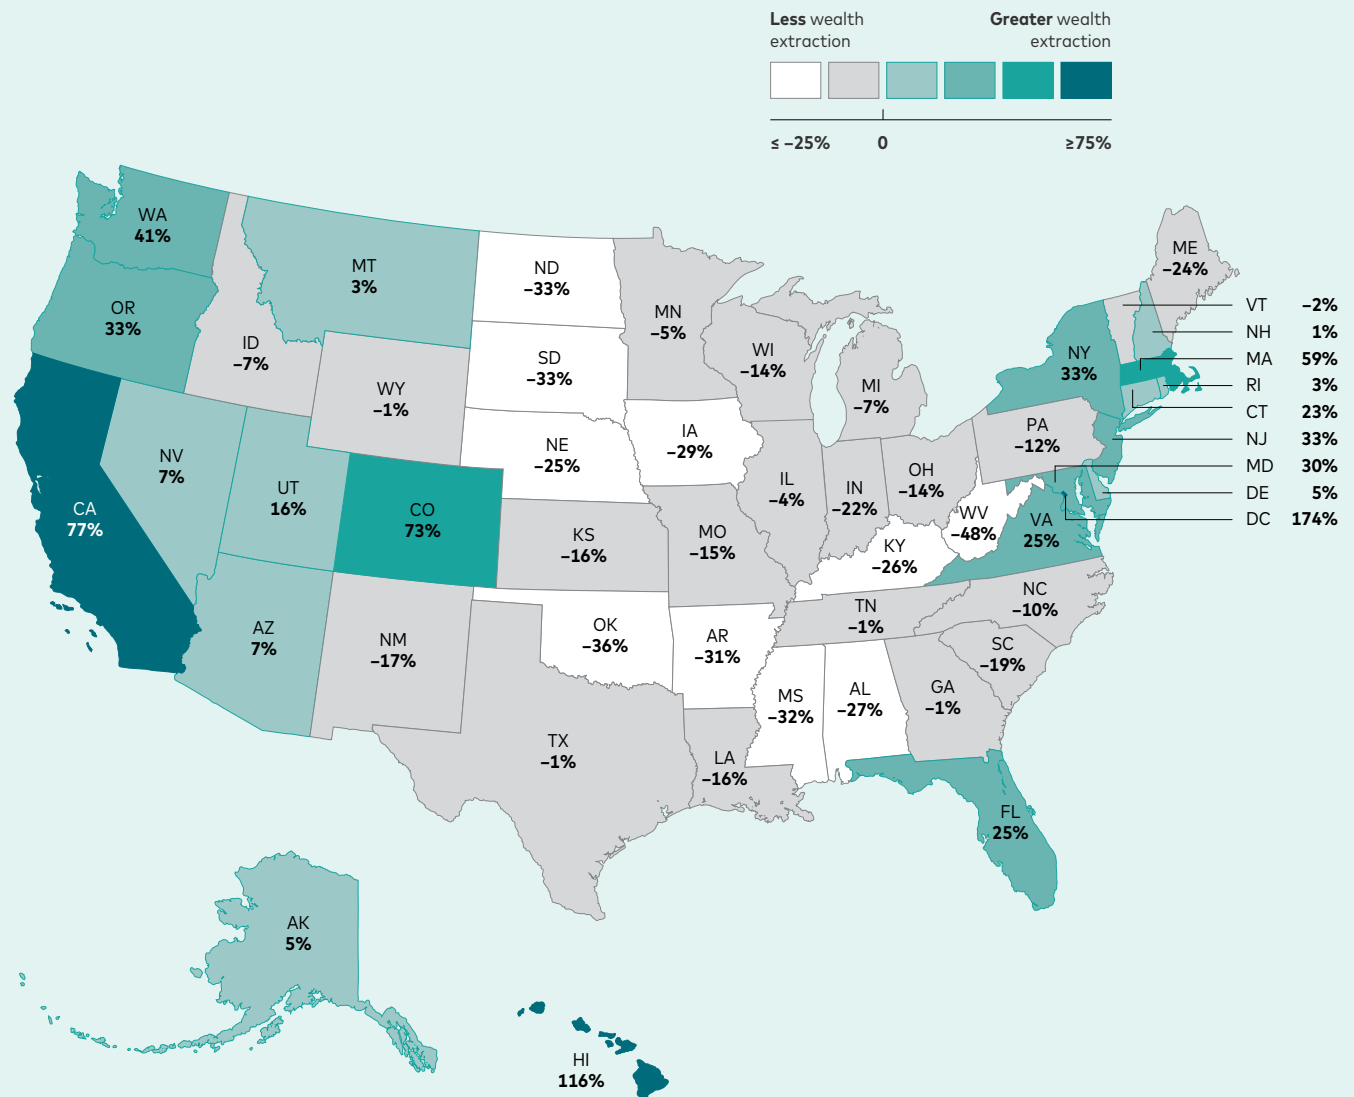 Less wealth extraction
Greater wealth extraction
≤ –25%
0
≥75%
WA
41%
OR
33%
CA
77%
ID
–7%
NV
7%
MT
3%
WY
–1%
UT
16%
CO
73%
AZ
7%
NM
–17%
ND
–33%
SD
–33%
NE
–25%
KS
–16%
OK
–36%
TX
–1%
MN
–5%
IA
–29%
MO
–15%
AR
–31%
LA
–16%
WI
–14%
IL
–4%
MI
–7%
IN
–22%
OH
–14%
KY
–26%
TN
–1%
MS
–32%
AL
–27%
GA
–1%
FL
25%
SC
–19%
NC
–10%
VA
25%
WV
–48%
PA
–12%
NY
33%
ME
–24%
VT –2%
NH 1%
MA 59%
RI 3%
CT 23%
NJ 33%
MD 30%
DE 5%
DC 174%
AK
5%
HI
116%